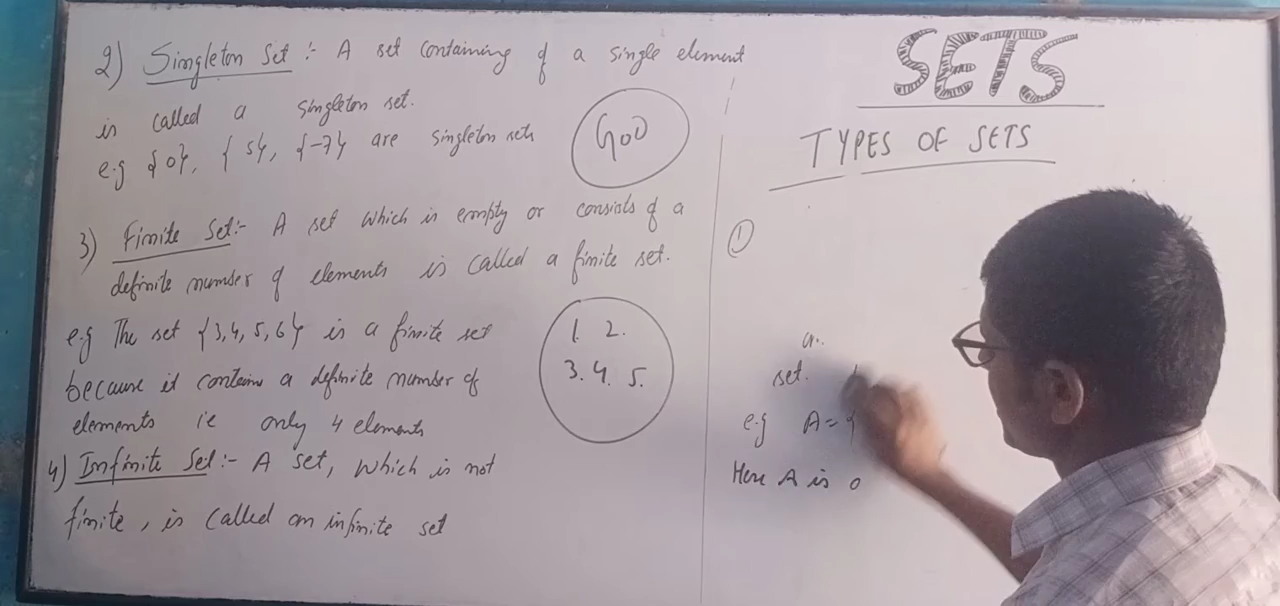 2) Singleton Set :- A set containing of a single element
is called a singleton set.
e.g {0}, {5}, {-7} are singleton sets
GOD
3) Finite Set:- A set which is empty or consists of a
definite number of elements is called a finite set.
e.g The set {3,4,5,6} is a finite set
because it contains a definite number of
elements ie only 4 elements
1. 2.
3. 4. 5.
4) Infinite Set:- A set, which is not
finite, is called an infinite set
SETS
TYPES OF SETS
①
set.
e.g A= {
Here A is